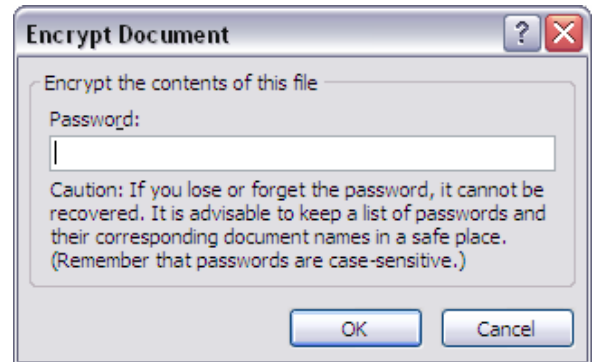 Encrypt Document
Encrypt the contents of this file
Password:
Caution: If you lose or forget the password, it cannot be
recovered. It is advisable to keep a list of passwords and
their corresponding document names in a safe place.
(Remember that passwords are case-sensitive.)
OK Cancel